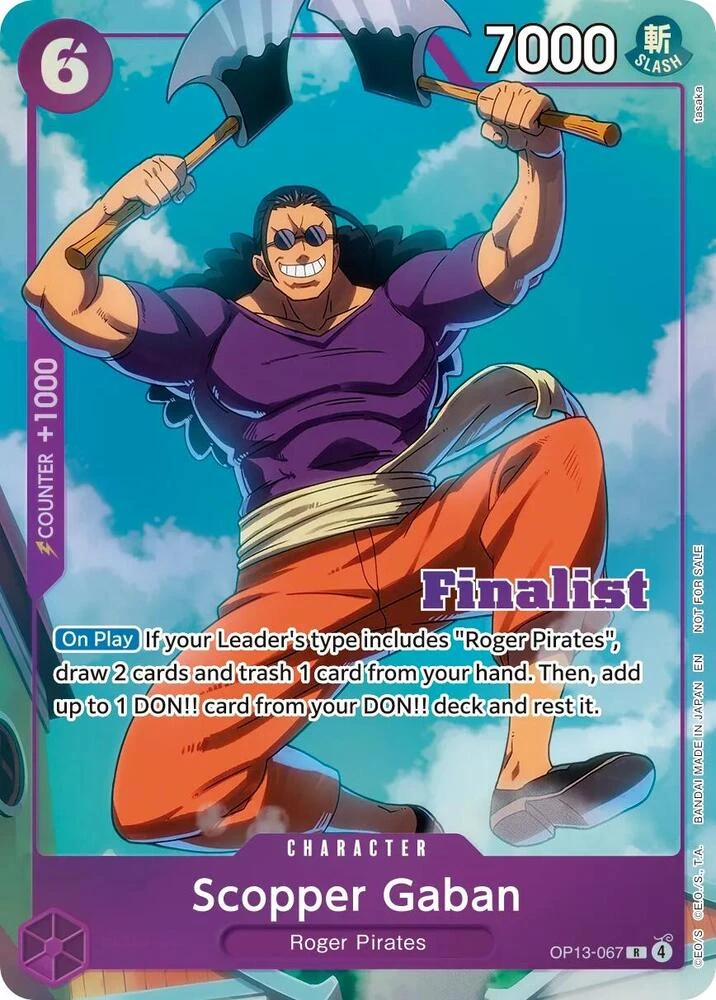 6
7000
斬
SLASH
tasaka
COUNTER +1000
Finalist
On Play If your Leader's type includes "Roger Pirates",
draw 2 cards and trash 1 card from your hand. Then, add
up to 1 DON!! card from your DON!! deck and rest it.
CHARACTER
Scopper Gaban
Roger Pirates
OP13-067 R 4
©EO/S ©E.O./S., T.A. BANDAI MADE IN JAPAN EN NOT FOR SALE